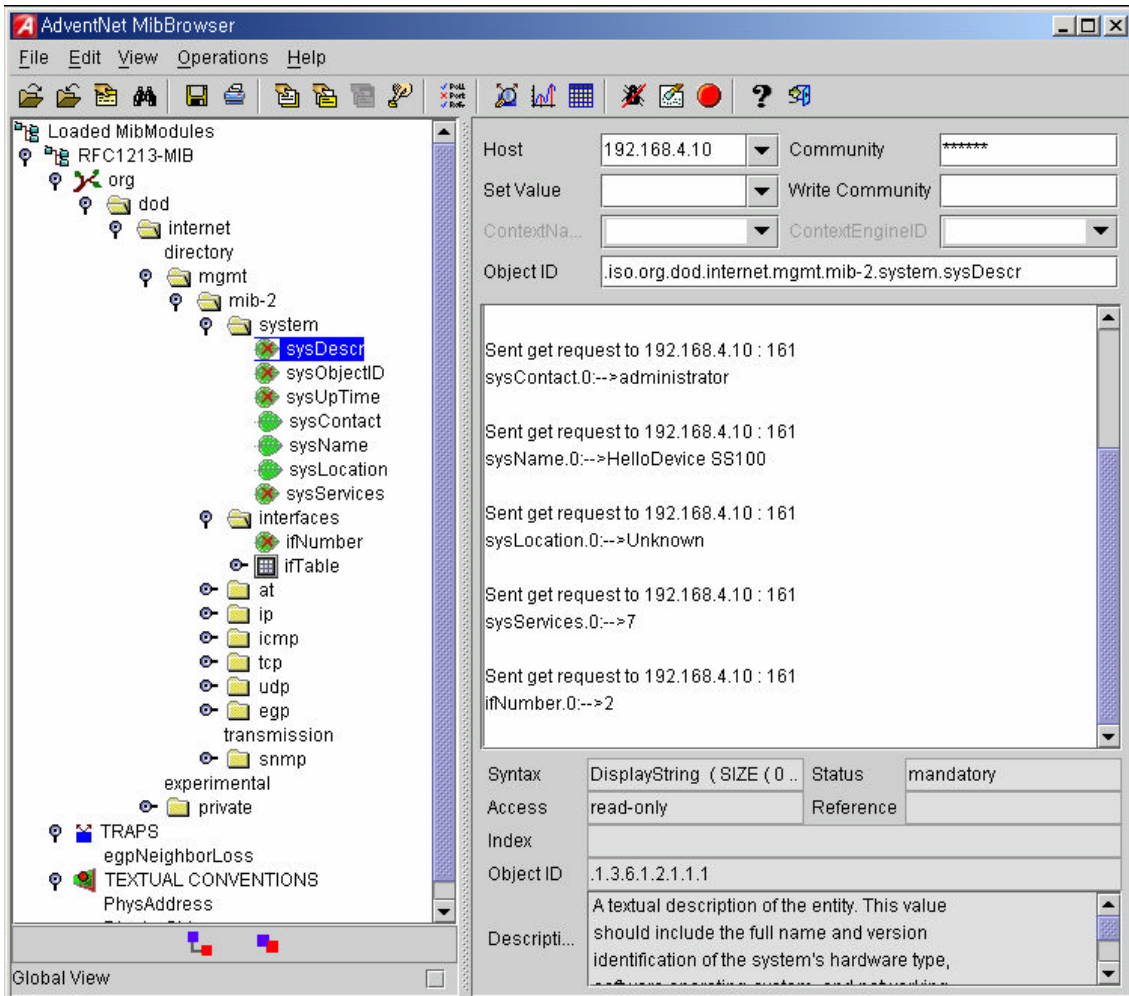 AdventNet MibBrowser
File Edit View Operations Help
Loaded MibModules
RFC1213-MIB
org
dod
internet
directory
mgmt
mib-2
system
sysDescr
sysObjectID
sysUpTime
sysContact
sysName
sysLocation
sysServices
interfaces
ifNumber
ifTable
at
ip
icmp
tcp
udp
egp
transmission
snmp
experimental
private
TRAPS
egpNeighborLoss
TEXTUAL CONVENTIONS
PhysAddress
Global View
Host 192.168.4.10 Community ******
Set Value Write Community
ContextNa... ContextEngineID
Object ID .iso.org.dod.internet.mgmt.mib-2.system.sysDescr
Sent get request to 192.168.4.10 : 161
sysContact.0:-->administrator
Sent get request to 192.168.4.10 : 161
sysName.0:-->HelloDevice SS100
Sent get request to 192.168.4.10 : 161
sysLocation.0:-->Unknown
Sent get request to 192.168.4.10 : 161
sysServices.0:-->7
Sent get request to 192.168.4.10 : 161
ifNumber.0:-->2
Syntax DisplayString ( SIZE ( 0 .. Status mandatory
Access read-only Reference
Index
Object ID .1.3.6.1.2.1.1.1
Descripti... A textual description of the entity. This value
should include the full name and version
identification of the system's hardware type,